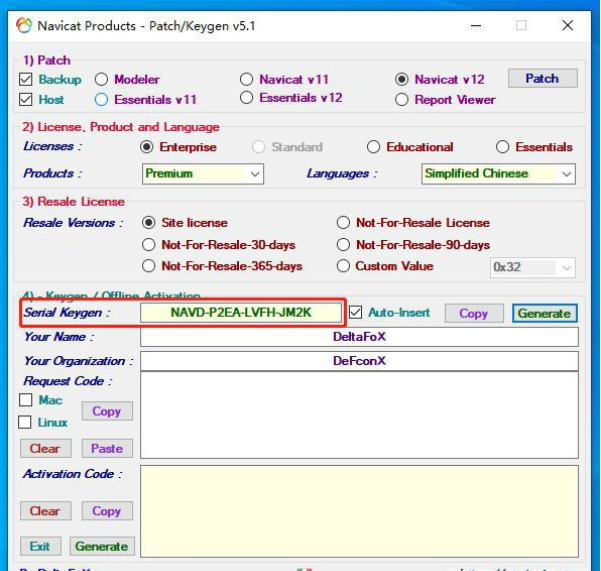 Navicat Products - Patch/Keygen v5.1
1) Patch
Backup Modeler Navicat v11 Navicat v12 Patch
Host Essentials v11 Essentials v12 Report Viewer
2) License, Product and Language
Licenses : Enterprise Standard Educational Essentials
Products : Premium Languages : Simplified Chinese
3) Resale License
Resale Versions : Site license Not-For-Resale License
Not-For-Resale-30-days Not-For-Resale-90-days
Not-For-Resale-365-days Custom Value 0x32
4) - Keygen / Offline Activation
Serial Keygen : NAVD-P2EA-LVFH-JM2K Auto-Insert Copy Generate
Your Name : DeltaFoX
Your Organization : DeFconX
Request Code :
Mac
Linux
Copy
Clear Paste
Activation Code :
Clear Copy
Exit Generate